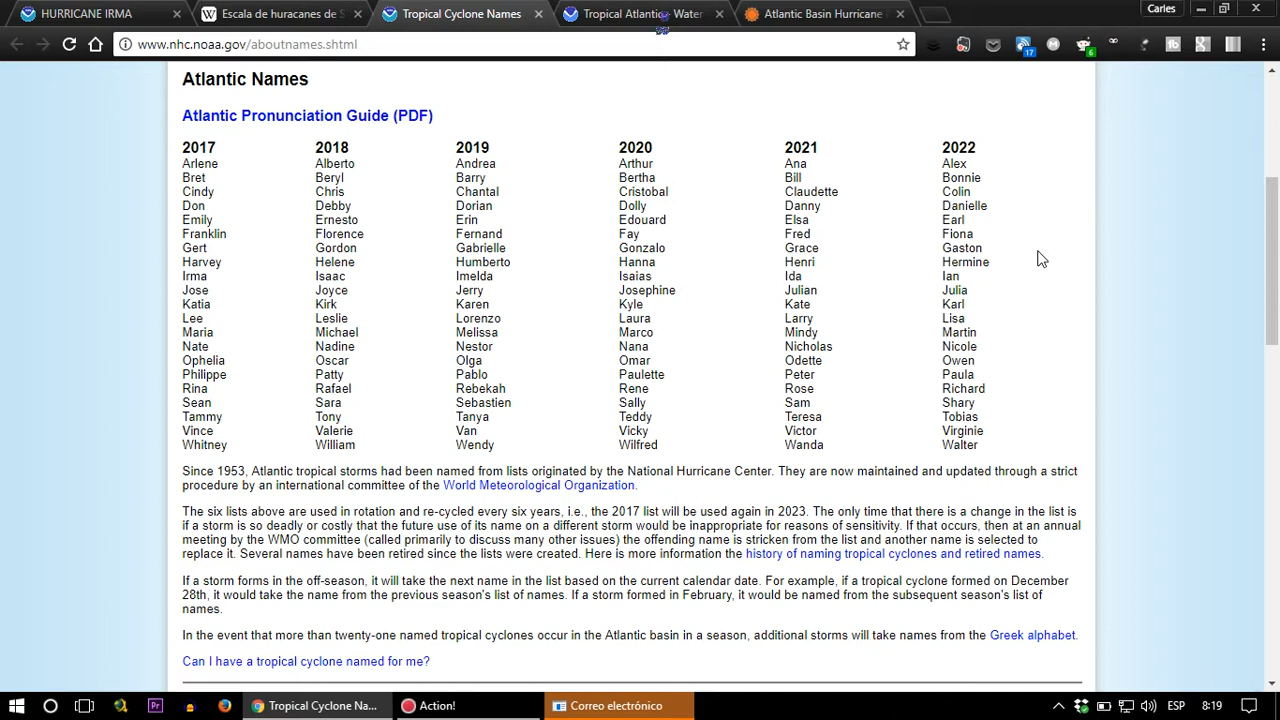 HURRICANE IRMA
Escala de huracanes de S
Tropical Cyclone Names
Tropical Atlantic Water
Atlantic Basin Hurricane
Carles
www.nhc.noaa.gov/aboutnames.shtml
17
6
Atlantic Names
Atlantic Pronunciation Guide (PDF)
2017 2018 2019 2020 2021 2022
Arlene Alberto Andrea Arthur Ana Alex
Bret Beryl Barry Bertha Bill Bonnie
Cindy Chris Chantal Cristobal Claudette Colin
Don Debby Dorian Dolly Danny Danielle
Emily Ernesto Erin Edouard Elsa Earl
Franklin Florence Fernand Fay Fred Fiona
Gert Gordon Gabrielle Gonzalo Grace Gaston
Harvey Helene Humberto Hanna Henri Hermine
Irma Isaac Imelda Isaias Ida Ian
Jose Joyce Jerry Josephine Julian Julia
Katia Kirk Karen Kyle Kate Karl
Lee Leslie Lorenzo Laura Larry Lisa
Maria Michael Melissa Marco Mindy Martin
Nate Nadine Nestor Nana Nicholas Nicole
Ophelia Oscar Olga Omar Odette Owen
Philippe Patty Pablo Paulette Peter Paula
Rina Rafael Rebekah Rene Rose Richard
Sean Sara Sebastien Sally Sam Shary
Tammy Tony Tanya Teddy Teresa Tobias
Vince Valerie Van Vicky Victor Virginie
Whitney William Wendy Wilfred Wanda Walter
Since 1953, Atlantic tropical storms had been named from lists originated by the National Hurricane Center. They are now maintained and updated through a strict
procedure by an international committee of the World Meteorological Organization.
The six lists above are used in rotation and re-cycled every six years, i.e., the 2017 list will be used again in 2023. The only time that there is a change in the list is
if a storm is so deadly or costly that the future use of its name on a different storm would be inappropriate for reasons of sensitivity. If that occurs, then at an annual
meeting by the WMO committee (called primarily to discuss many other issues) the offending name is stricken from the list and another name is selected to
replace it. Several names have been retired since the lists were created. Here is more information the history of naming tropical cyclones and retired names.
If a storm forms in the off-season, it will take the next name in the list based on the current calendar date. For example, if a tropical cyclone formed on December
28th, it would take the name from the previous season's list of names. If a storm formed in February, it would be named from the subsequent season's list of
names.
In the event that more than twenty-one named tropical cyclones occur in the Atlantic basin in a season, additional storms will take names from the Greek alphabet.
Can I have a tropical cyclone named for me?
Pr
Tropical Cyclone Na...
Action!
Correo electrónico
ESP
8:19